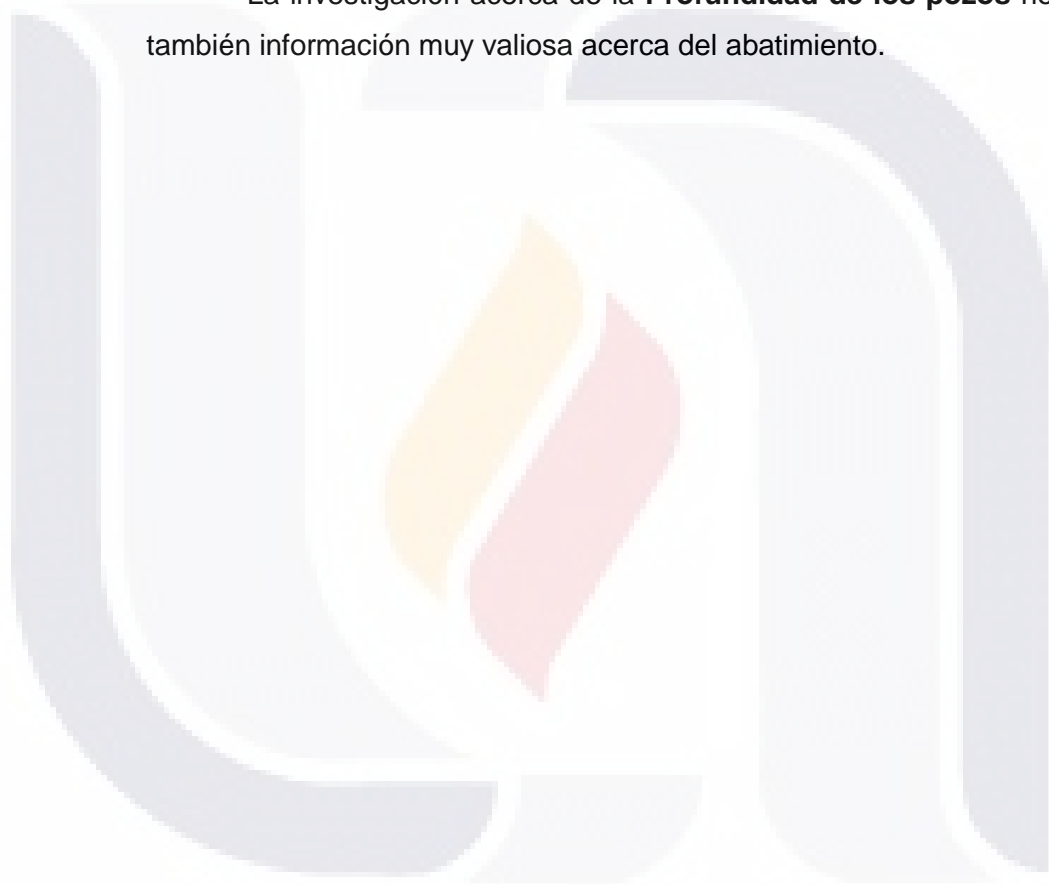 La investigación acerca de la Profundidad de los pozos
también información muy valiosa acerca del abatimiento.